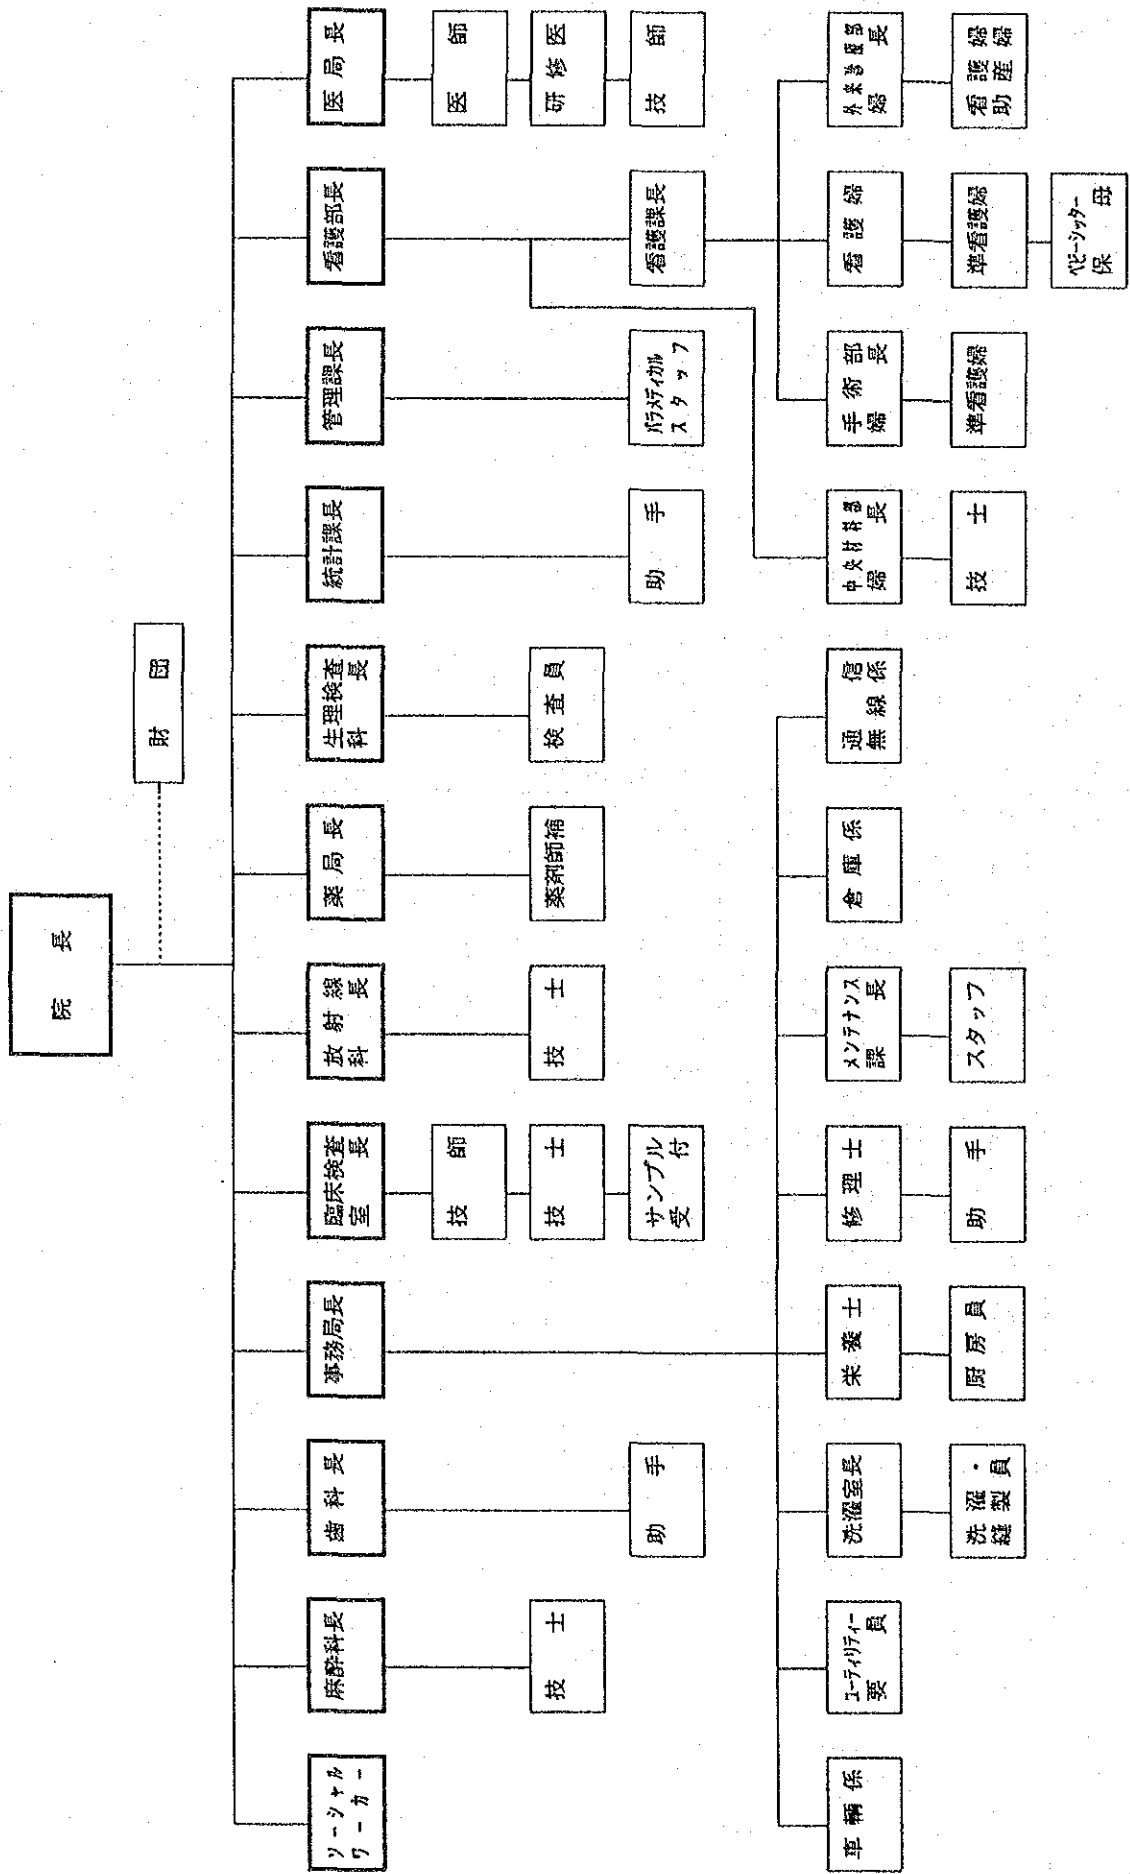 院長
財団
ソーシャル
ワーカー
麻酔科長
歯科長
事務局長
臨床検査
室長
放射線
科長
薬局長
生理検査
科長
統計課長
管理課長
看護部長
医局長
技師
医師
技士
技士
技士
薬剤師補
検査員
研修医
助手
サンプル
受付
助手
パラメディカル
スタッフ
看護課長
技師
車輌係
ユーティリティー
要員
洗濯室長
栄養士
修理士
メンテナンス
課長
倉庫係
通信
無線係
中央材料部
婦長
手術部
婦長
看護婦
外来診療部
婦長
洗濯・
縫製員
厨房員
助手
スタッフ
技士
準看護婦
準看護婦
看護婦
助産婦
ベビーシッター
保母